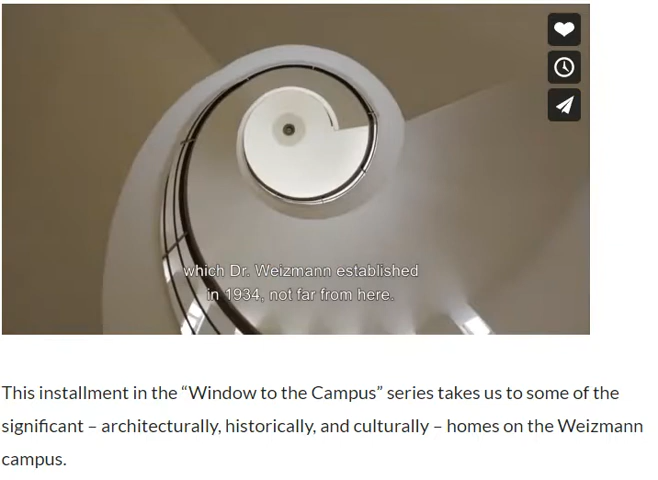 which Dr. Weizmann established
in 1934, not far from here.
This installment in the “Window to the Campus” series takes us to some of the
significant – architecturally, historically, and culturally – homes on the Weizmann
campus.